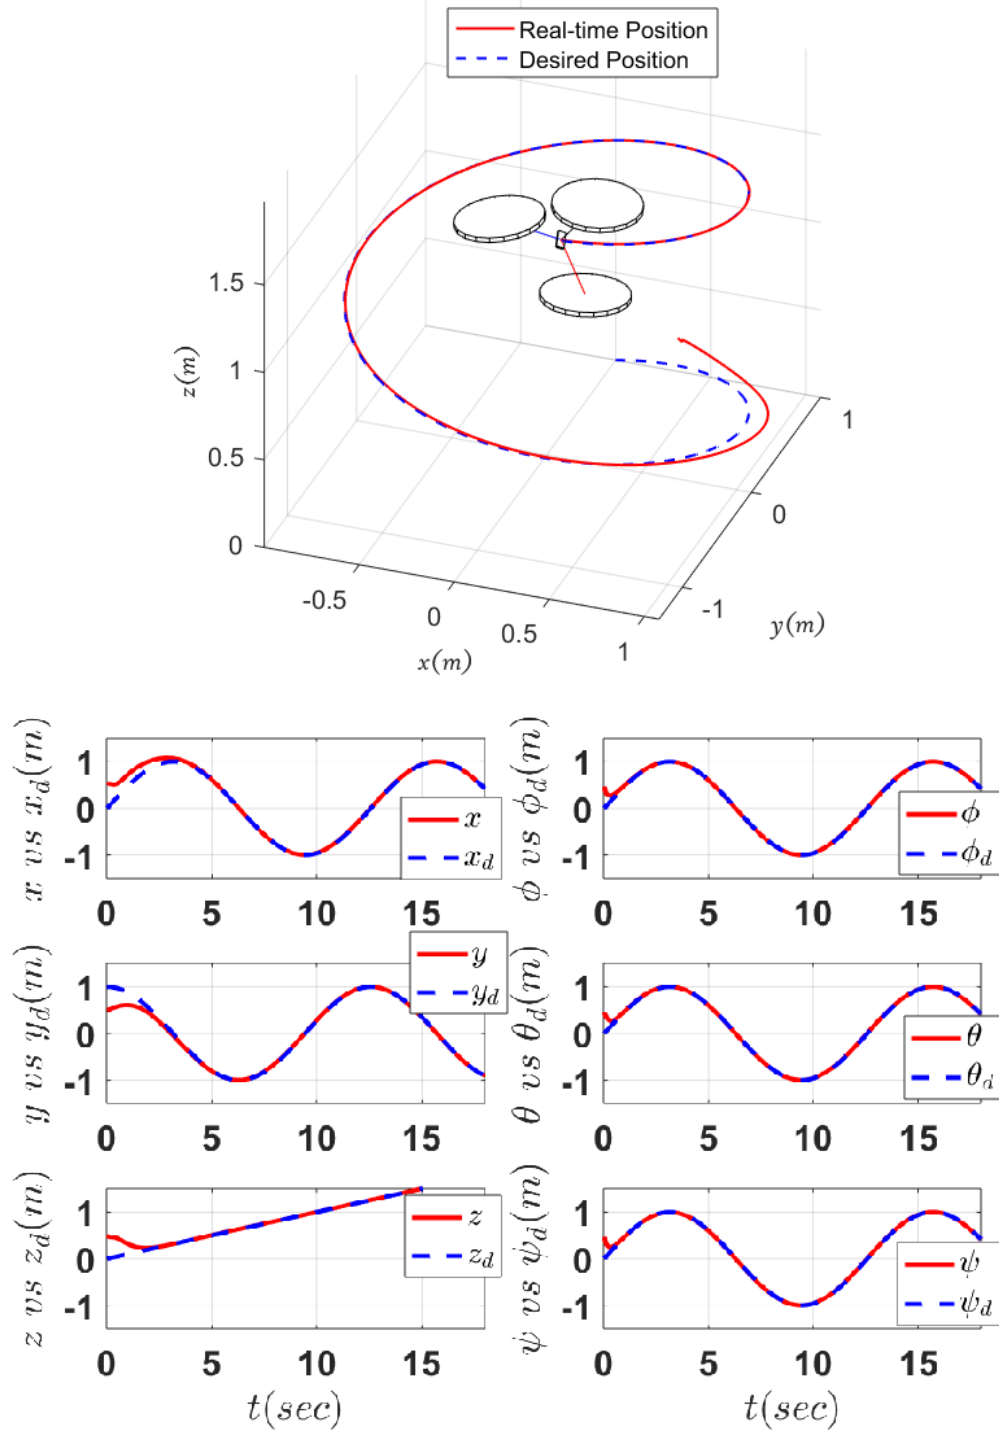 Real-time Position
Desired Position
1.5
1
0.5
0
z(m)
-0.5
0
0.5
1
x(m)
1
0
-1
y(m)
x vs x_d(m)
1
0
-1
0 5 10 15
x
x_d
ϕ vs ϕ_d(m)
1
0
-1
0 5 10 15
ϕ
ϕ_d
y vs y_d(m)
1
0
-1
0 5 10 15
y
y_d
θ vs θ_d(m)
1
0
-1
0 5 10 15
θ
θ_d
z vs z_d(m)
1
0
-1
0 5 10 15
z
z_d
t(sec)
ψ vs ψ_d(m)
1
0
-1
0 5 10 15
ψ
ψ_d
t(sec)